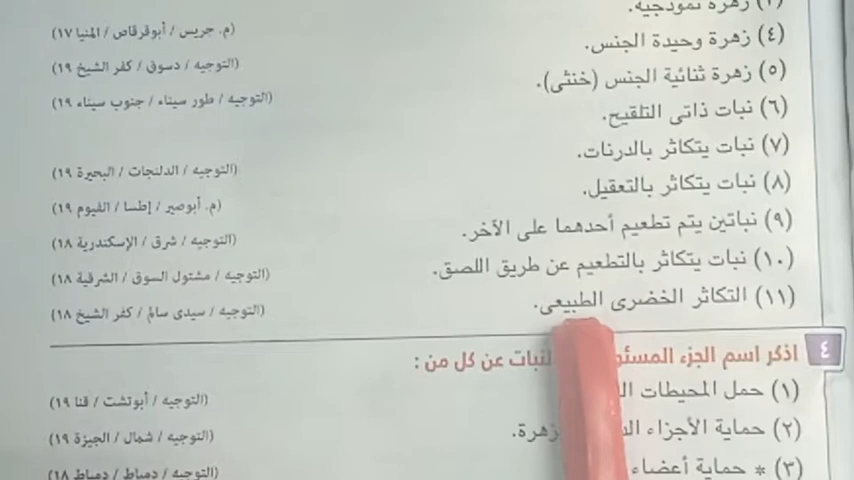 (٣) زهرة نموذجية.
(٤) زهرة وحيدة الجنس. (م. جريس / أبوقرقاص / المنيا ١٧)
(٥) زهرة ثنائية الجنس (خنثى). (التوجيه / دسوق / كفر الشيخ ١٩)
(٦) نبات ذاتى التلقيح. (التوجيه / طور سيناء / جنوب سيناء ١٩)
(٧) نبات يتكاثر بالدرنات. (التوجيه / الدلنجات / البحيرة ١٩)
(٨) نبات يتكاثر بالتعقيل. (م. أبوصير / إطسا / الفيوم ١٩)
(٩) نباتين يتم تطعيم أحدهما على الآخر. (التوجيه / شرق / الإسكندرية ١٨)
(١٠) نبات يتكاثر بالتطعيم عن طريق اللصق. (التوجيه / مشتول السوق / الشرقية ١٨)
(١١) التكاثر الخضرى الطبيعى. (التوجيه / سيدى سالم / كفر الشيخ ١٨)
٤ اذكر اسم الجزء النبات عن كل من :
(١) حمل المحيطات (التوجيه / أبوتشت / قنا ١٩)
(٢) حماية الأجزاء (التوجيه / شمال / الجيزة ١٩)
(٣) * حماية أعضاء (التوجيه / دمياط / دمياط ١٨)